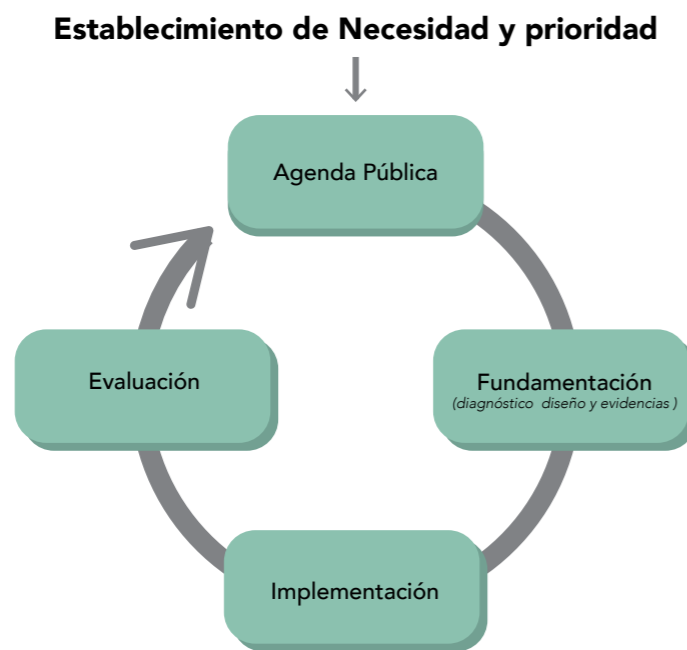 Establecimiento de Necesidad y prioridad
Agenda Pública
Evaluación
Fundamentación
(diagnóstico diseño y evidencias )
Implementación